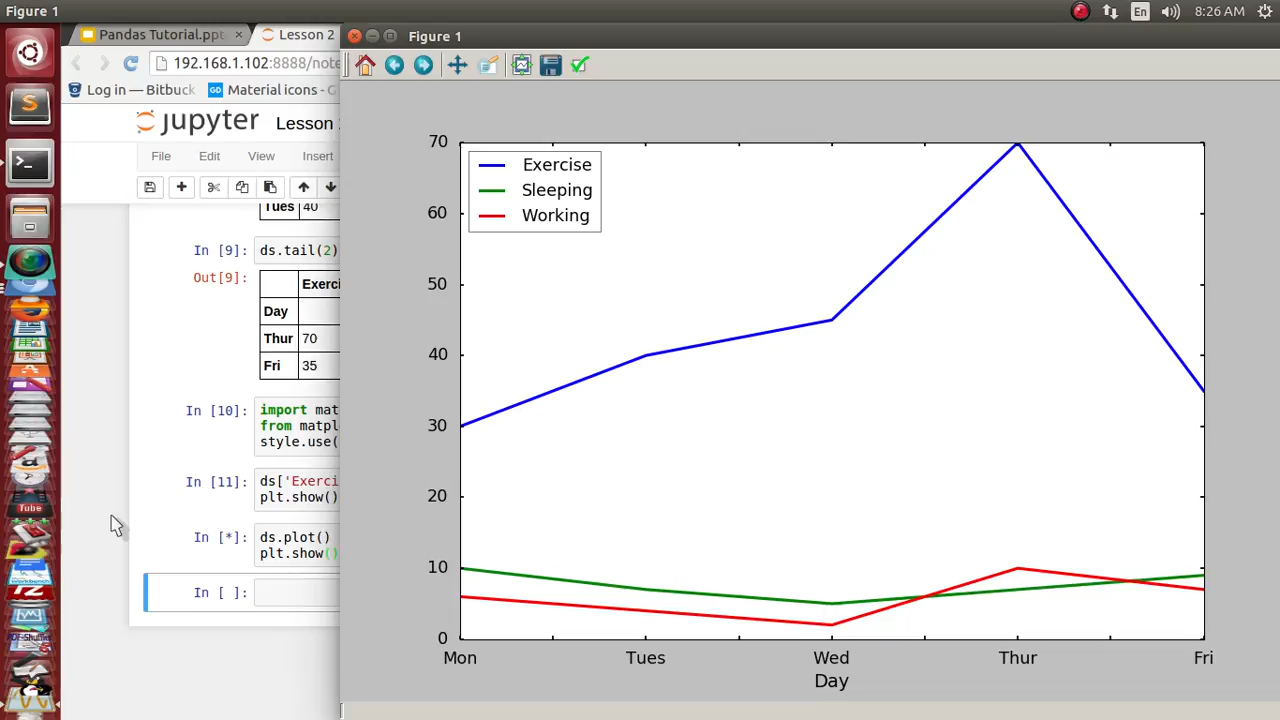 Figure 1
En
8:26 AM
Pandas Tutorial.ppt
Lesson 2
Figure 1
192.168.1.102:8888/note
Log in — Bitbuck
GD Material icons - G
jupyter Lesson
File Edit View Insert
Tues 40
In [9]: ds.tail(2)
Out[9]:
Exerci
Day
Thur 70
Fri 35
In [10]: import mat
from matpl
style.use(
In [11]: ds['Exerci
plt.show()
In [*]: ds.plot()
plt.show()
In [ ]:
Exercise
Sleeping
Working
70
60
50
40
30
20
10
0
Mon Tues Wed Thur Fri
Day
Tube